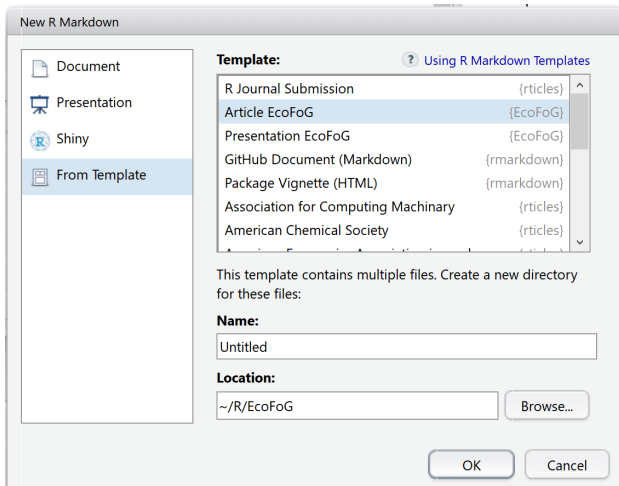 New R Markdown
Document
Presentation
Shiny
From Template
Template:
? Using R Markdown Templates
R Journal Submission {rticles}
Article EcoFoG {EcoFoG}
Presentation EcoFoG {EcoFoG}
GitHub Document (Markdown) {rmarkdown}
Package Vignette (HTML) {rmarkdown}
Association for Computing Machinary {rticles}
American Chemical Society {rticles}
This template contains multiple files. Create a new directory
for these files:
Name:
Untitled
Location:
~/R/EcoFoG
Browse...
OK
Cancel